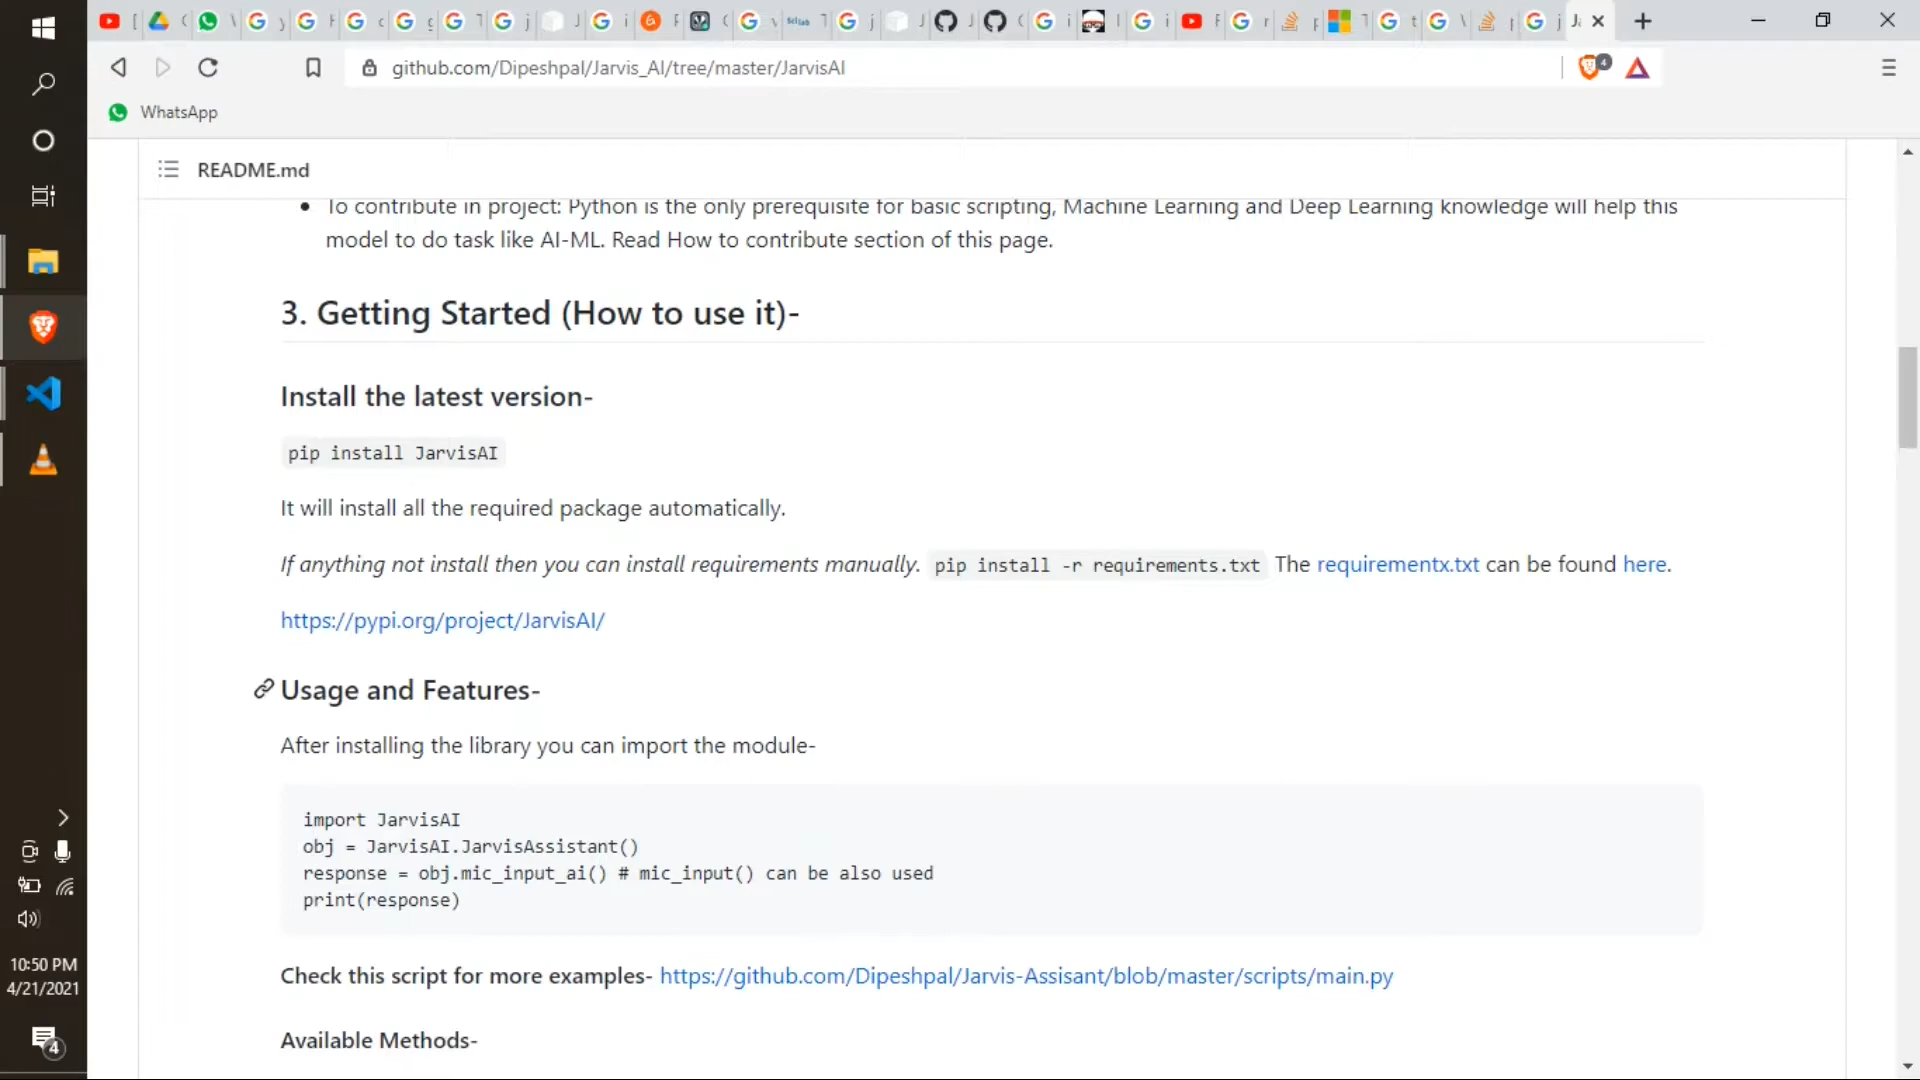 github.com/Dipeshpal/Jarvis_AI/tree/master/JarvisAI
4
WhatsApp
README.md
To contribute in project: Python is the only prerequisite for basic scripting, Machine Learning and Deep Learning knowledge will help this
model to do task like AI-ML. Read How to contribute section of this page.
3. Getting Started (How to use it)-
Install the latest version-
pip install JarvisAI
It will install all the required package automatically.
If anything not install then you can install requirements manually. pip install -r requirements.txt The requirementx.txt can be found here.
https://pypi.org/project/JarvisAI/
Usage and Features-
After installing the library you can import the module-
import JarvisAI
obj = JarvisAI.JarvisAssistant()
response = obj.mic_input_ai() # mic_input() can be also used
print(response)
Check this script for more examples- https://github.com/Dipeshpal/Jarvis-Assisant/blob/master/scripts/main.py
Available Methods-
10:50 PM
4/21/2021
4